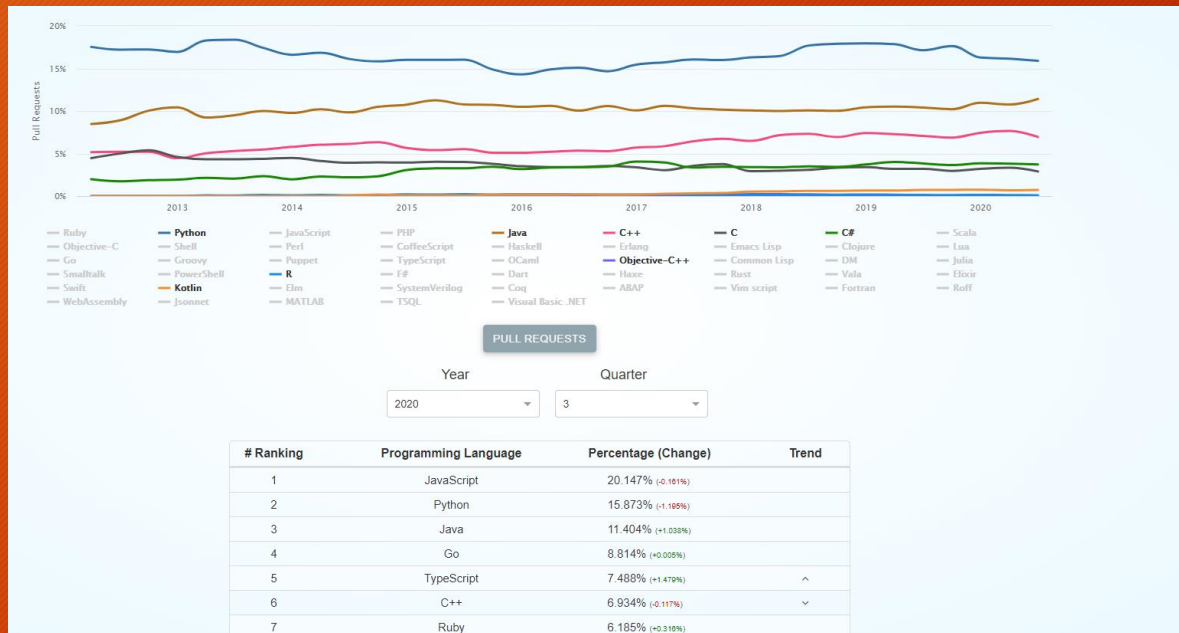 20%
15%
10%
5%
0%
Pull Requests
2013 2014 2015 2016 2017 2018 2019 2020
Ruby Python JavaScript PHP Java C++ C C# Scala
Objective-C Shell Perl CoffeeScript Haskell Erlang Emacs Lisp Clojure Lua
Go Groovy Puppet TypeScript OCaml Objective-C++ Common Lisp DM Julia
Smalltalk PowerShell R F# Dart Haxe Rust Vala Elixir
Swift Kotlin Elm SystemVerilog Coq ABAP Vim script Fortran Roff
WebAssembly Jsonnet MATLAB TSQL Visual Basic .NET
PULL REQUESTS
Year Quarter
2020 3
# Ranking Programming Language Percentage (Change) Trend
1 JavaScript 20.147% (-0.161%)
2 Python 15.873% (-1.195%)
3 Java 11.404% (+1.038%)
4 Go 8.814% (+0.005%)
5 TypeScript 7.488% (+1.479%)
6 C++ 6.934% (-0.117%)
7 Ruby 6.185% (+0.316%)